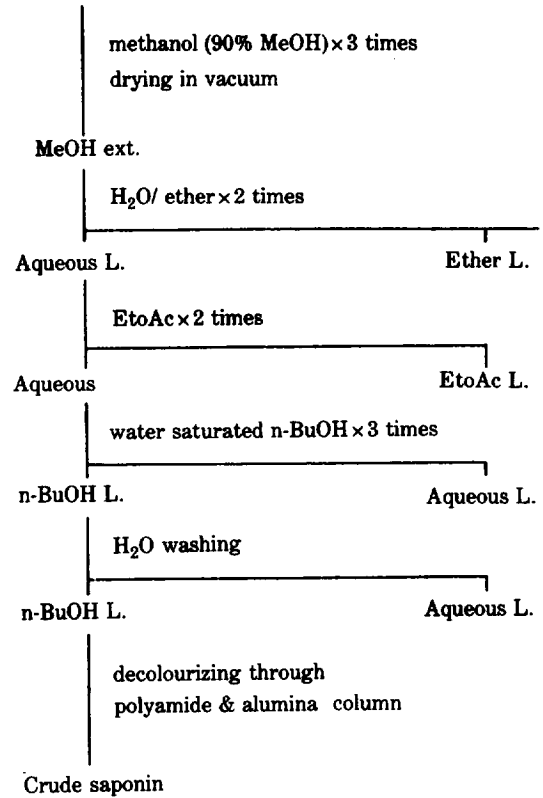 methanol (90% MeOH)×3 times
drying in vacuum
MeOH ext.
H₂O/ ether×2 times
Aqueous L. Ether L.
EtoAc×2 times
Aqueous EtoAc L.
water saturated n-BuOH×3 times
n-BuOH L. Aqueous L.
H₂O washing
n-BuOH L. Aqueous L.
decolourizing through
polyamide & alumina column
Crude saponin